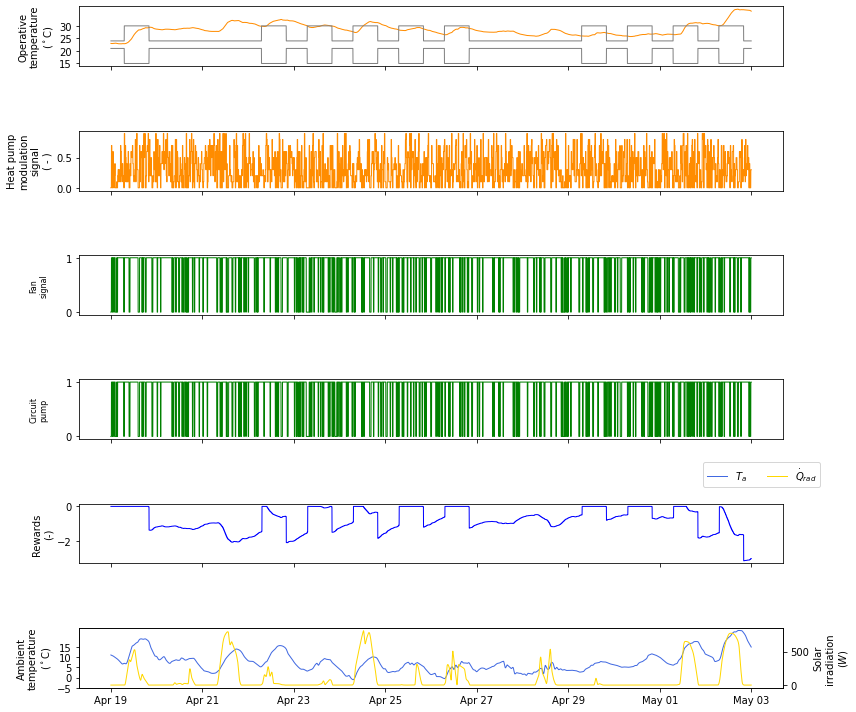 Operative
temperature
(°C)
30
25
20
15
Heat pump
modulation
signal
( - )
0.5
0.0
Fan
signal
1
0
Circuit
pump
1
0
T_a
Q̇_rad
Rewards
(-)
0
−2
Ambient
temperature
(°C)
15
10
5
0
−5
500
0
Solar
irradiation
(W)
Apr 19 Apr 21 Apr 23 Apr 25 Apr 27 Apr 29 May 01 May 03